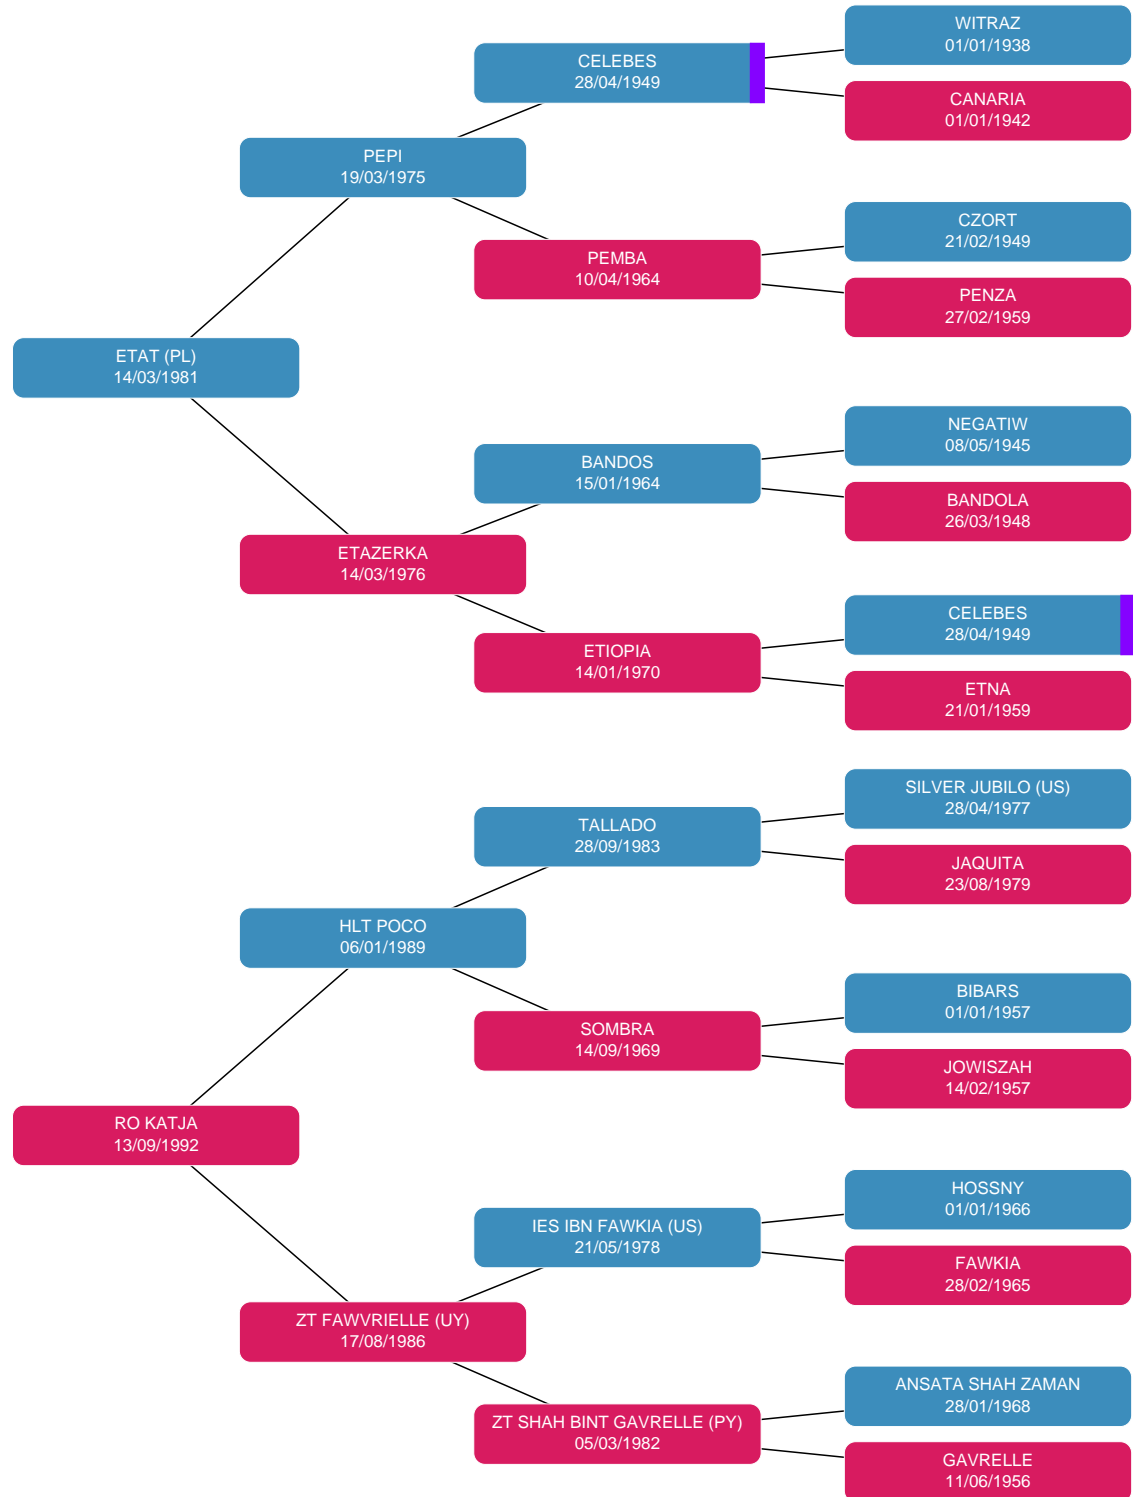 WITRAZ
01/01/1938
CELEBES
28/04/1949
CANARIA
01/01/1942
PEPI
19/03/1975
CZORT
21/02/1949
PEMBA
10/04/1964
PENZA
27/02/1959
ETAT (PL)
14/03/1981
NEGATIW
08/05/1945
BANDOS
15/01/1964
BANDOLA
26/03/1948
ETAZERKA
14/03/1976
CELEBES
28/04/1949
ETIOPIA
14/01/1970
ETNA
21/01/1959
SILVER JUBILO (US)
28/04/1977
TALLADO
28/09/1983
JAQUITA
23/08/1979
HLT POCO
06/01/1989
BIBARS
01/01/1957
SOMBRA
14/09/1969
JOWISZAH
14/02/1957
RO KATJA
13/09/1992
HOSSNY
01/01/1966
IES IBN FAWKIA (US)
21/05/1978
FAWKIA
28/02/1965
ZT FAWVRIELLE (UY)
17/08/1986
ANSATA SHAH ZAMAN
28/01/1968
ZT SHAH BINT GAVRELLE (PY)
05/03/1982
GAVRELLE
11/06/1956